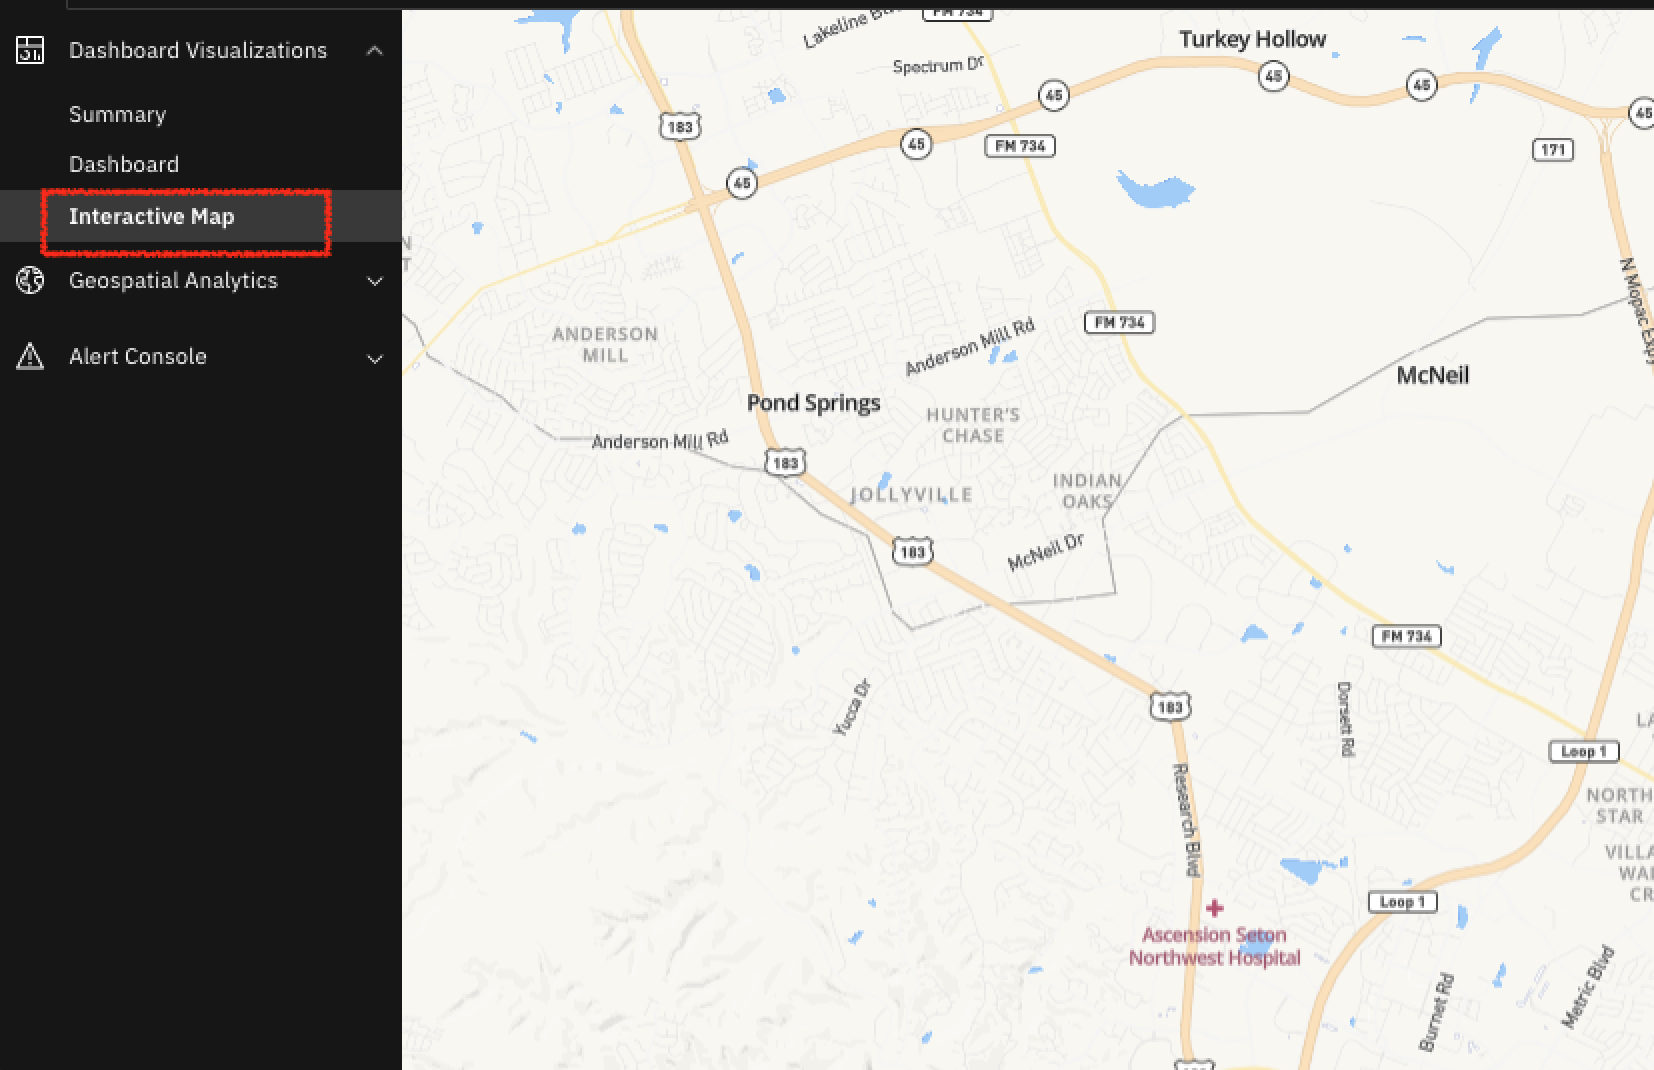 Dashboard Visualizations
Summary
Dashboard
Interactive Map
Geospatial Analytics
Alert Console
FM 734
Lakeline
Turkey Hollow
Spectrum Dr
45
45
45
45
183
45
FM 734
171
45
N
T
N Mopac Expy
ANDERSON
MILL
FM 734
Anderson Mill Rd
McNeil
Pond Springs
HUNTER'S
CHASE
Anderson Mill Rd
183
JOLLYVILLE
INDIAN
OAKS
183
McNeil Dr
FM 734
Yucca Dr
183
Dorsett Rd
LA
Loop 1
Research Blvd
NORTH
STAR
VILLA
WAL
CR
Loop 1
Ascension Seton
Northwest Hospital
Burnet Rd
Metric Blvd